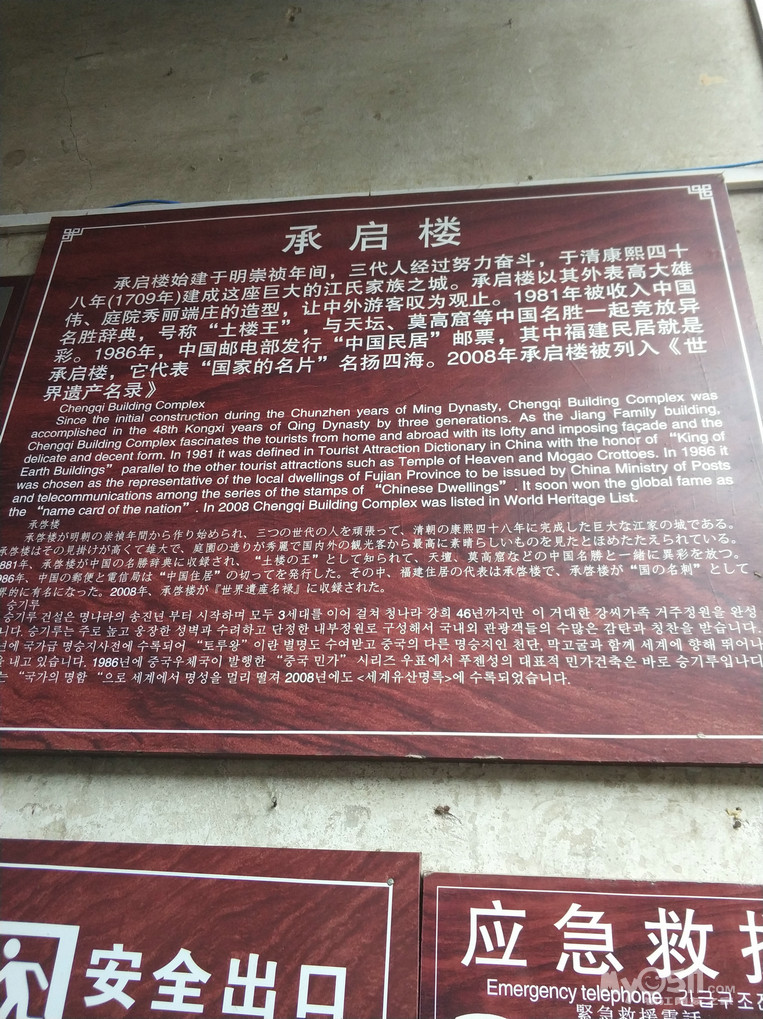 承启楼
承启楼始建于明崇祯年间，三代人经过努力奋斗，于清康熙四十
八年(1709年)建成这座巨大的江氏家族之城。承启楼以其外表高大雄
伟、庭院秀丽端庄的造型，让中外游客叹为观止。1981年被收入中国
名胜辞典，号称“土楼王”，与天坛、莫高窟等中国名胜一起竞放异
彩。1986年，中国邮电部发行“中国民居”邮票，其中福建民居就是
承启楼，它代表“国家的名片”名扬四海。2008年承启楼被列入《世
界遗产名录》
Chengqi Building Complex
Since the initial construction during the Chunzhen years of Ming Dynasty, Chengqi Building Complex was
accomplished in the 48th Kongxi years of Qing Dynasty by three generations. As the Jiang Family building,
Chengqi Building Complex fascinates the tourists from home and abroad with its lofty and imposing façade and the
delicate and decent form. In 1981 it was defined in Tourist Attraction Dictionary in China with the honor of “King of
Earth Buildings” parallel to the other tourist attractions such as Temple of Heaven and Mogao Crottoes. In 1986 it
was chosen as the representative of the local dwellings of Fujian Province to be issued by China Ministry of Posts
and telecommunications among the series of the stamps of “Chinese Dwellings”. It soon won the global fame as
the “name card of the nation”. In 2008 Chengqi Building Complex was listed in World Heritage List.
承啓楼
承啓楼が明朝の崇禎年間から作り始められ、三つの世代の人を頑張って、清朝の康熙四十八年に完成した巨大な江家の城である。
承啓楼はその見掛けが高くて雄大で、庭園の造りが秀麗で国内外の観光客から最高に素晴らしいものを見たとほめたたえられている。
881年、承啓楼が中国の名勝辞典に収録され、“土楼の王”として知られて、天壇、莫高窟などの中国名勝と一緒に異彩を放つ。
986年、中国の郵便と電信局は“中国住居”の切ってを発行した。その中、福建住居の代表は承啓楼で、承啓楼が“国の名刺”として
界的に有名になった。2008年、承啓楼が『世界遺産名禄』に収録された。
승기루
승기루 건설은 명나라의 숭진년 부터 시작하며 모두 3세대를 이어 걸쳐 청나라 강희 46년까지만 이 거대한 강씨가족 거주정원을 완성
니다. 승기루는 주로 높고 웅장한 성벽과 수려하고 단정한 내부정원로 구성해서 국내외 관광객들의 수많은 감탄과 칭찬을 받습니다.
년에 국가급 명승지사전에 수록되어 “토루왕”이란 별명도 수여받고 중국의 다른 명승지인 천단, 막고굴과 함께 세계에 향해 뛰어나
을 내고 있습니다. 1986년에 중국우체국이 발행한 “중국 민가” 시리즈 우표에서 푸젠성의 대표적 민가건축은 바로 승기루입나디
는 “국가의 명함 “으로 세계에서 명성을 멀리 떨져 2008년에도 <세계유산명록>에 수록되었습니다.
安全出口
应急救
Emergency telephone 긴급구조전
緊急救援電話